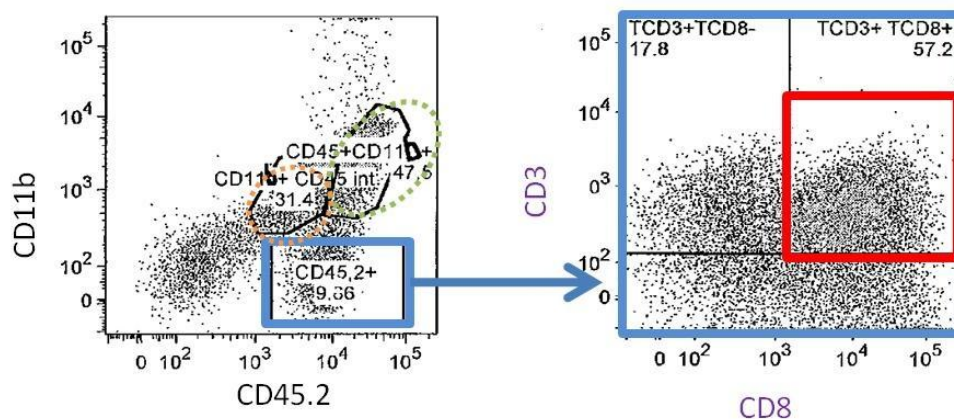 10⁵
10⁴
10³
10²
0
CD11b
CD45+CD11b+
47.5
CD11b+ CD45 int
31.4
CD45,2+
9.86
0 10² 10³ 10⁴ 10⁵
CD45.2
TCD3+TCD8-
17.8
TCD3+ TCD8+
57.2
10⁵
10⁴
0³
10²
0
CD3
0 10² 10³ 10⁴ 10⁵
CD8